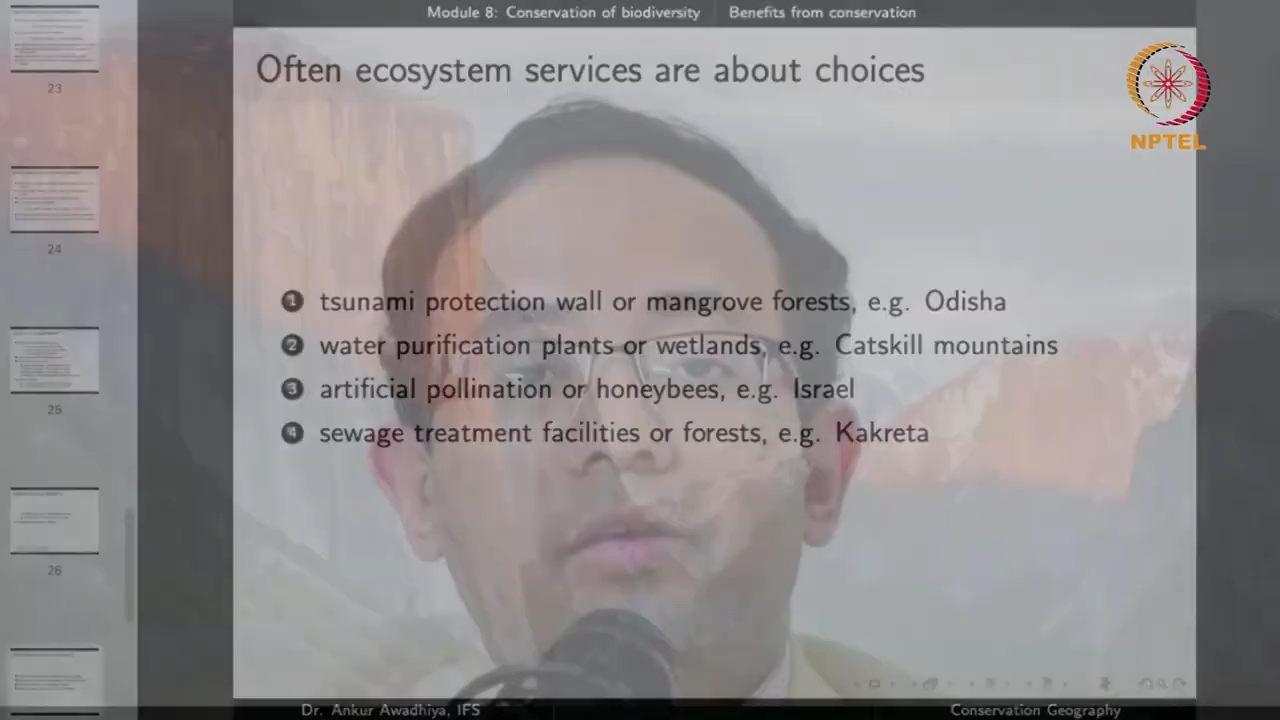 Module 8: Conservation of biodiversity Benefits from conservation
Often ecosystem services are about choices
NPTEL
1 tsunami protection wall or mangrove forests, e.g. Odisha
2 water purification plants or wetlands, e.g. Catskill mountains
3 artificial pollination or honeybees, e.g. Israel
4 sewage treatment facilities or forests, e.g. Kakreta
23
24
25
26
Dr. Ankur Awadhiya, IFS Conservation Geography